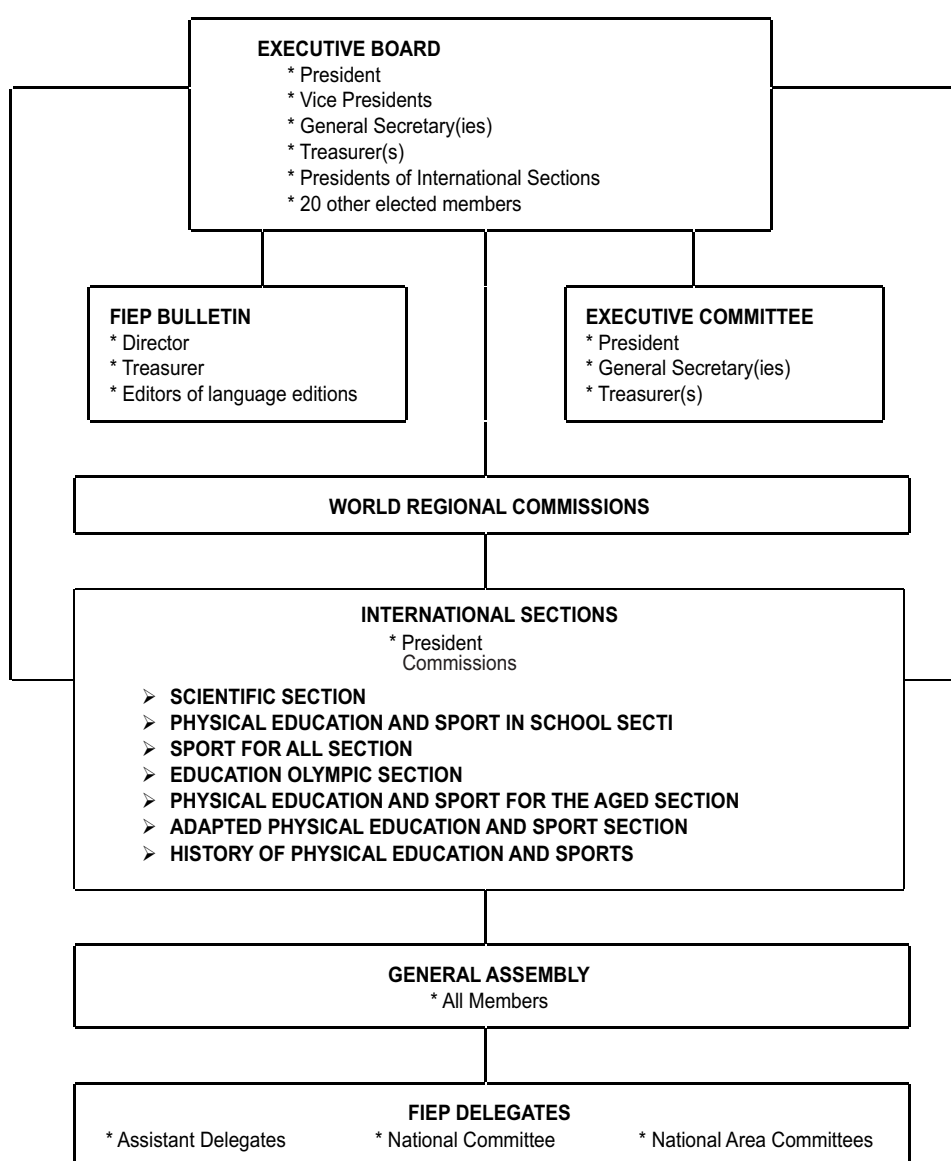 EXECUTIVE BOARD
* President
* Vice Presidents
* General Secretary(ies)
* Treasurer(s)
* Presidents of International Sections
* 20 other elected members
FIEP BULLETIN
* Director
* Treasurer
* Editors of language editions
EXECUTIVE COMMITTEE
* President
* General Secretary(ies)
* Treasurer(s)
WORLD REGIONAL COMMISSIONS
INTERNATIONAL SECTIONS
* President
Commissions
➢ SCIENTIFIC SECTION
➢ PHYSICAL EDUCATION AND SPORT IN SCHOOL SECTI
➢ SPORT FOR ALL SECTION
➢ EDUCATION OLYMPIC SECTION
➢ PHYSICAL EDUCATION AND SPORT FOR THE AGED SECTION
➢ ADAPTED PHYSICAL EDUCATION AND SPORT SECTION
➢ HISTORY OF PHYSICAL EDUCATION AND SPORTS
GENERAL ASSEMBLY
* All Members
FIEP DELEGATES
* Assistant Delegates * National Committee * National Area Committees